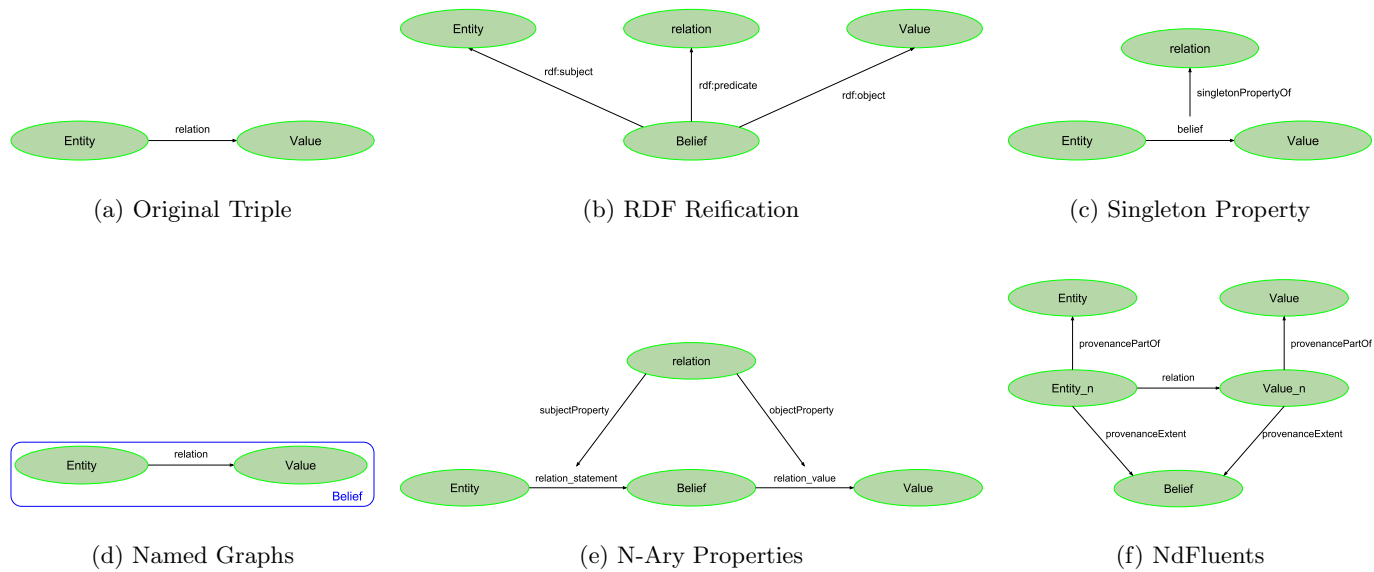 Entity
relation
Value
(a) Original Triple
Entity
relation
Value
rdf:subject
rdf:predicate
rdf:object
Belief
(b) RDF Reification
relation
singletonPropertyOf
Entity
belief
Value
(c) Singleton Property
Entity
relation
Value
Belief
(d) Named Graphs
relation
subjectProperty
objectProperty
Entity
relation_statement
Belief
relation_value
Value
(e) N-Ary Properties
Entity
Value
provenancePartOf
provenancePartOf
Entity_n
relation
Value_n
provenanceExtent
provenanceExtent
Belief
(f) NdFluents